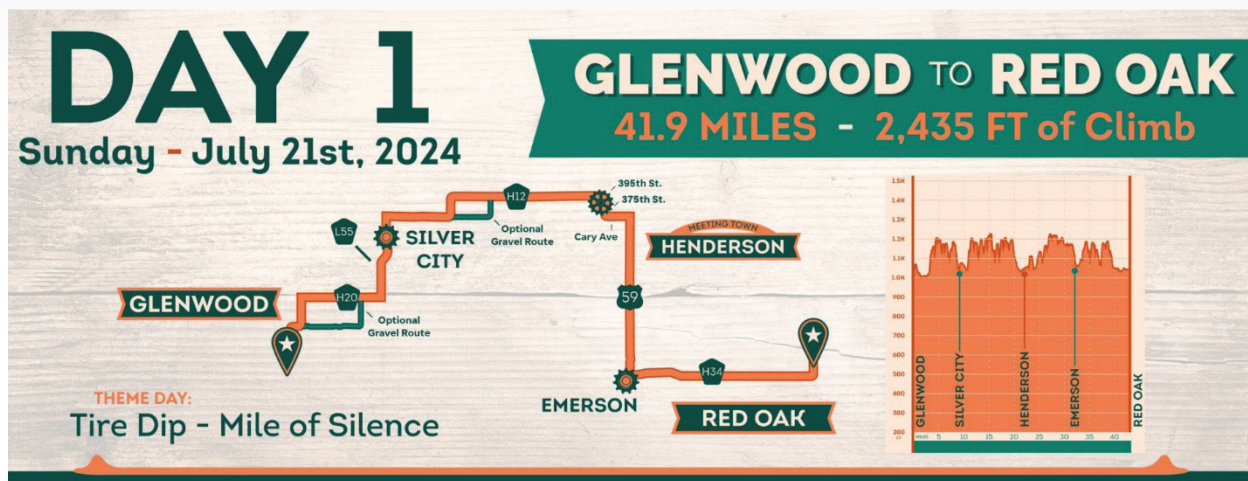 DAY 1
Sunday - July 21st, 2024
GLENWOOD TO RED OAK
41.9 MILES - 2,435 FT of Climb
395th St.
375th St.
H12
L55
SILVER
CITY
Optional
Gravel Route
Cary Ave
MEETING TOWN
HENDERSON
GLENWOOD
H20
Optional
Gravel Route
59
EMERSON
H34
RED OAK
THEME DAY:
Tire Dip - Mile of Silence
1.5K
1.4K
1.3K
1.2K
1.1K
1.0K
900
800
700
600
500
400
300
200
FT
MILES 5 10 15 20 25 30 35 40
GLENWOOD
SILVER CITY
HENDERSON
EMERSON
RED OAK